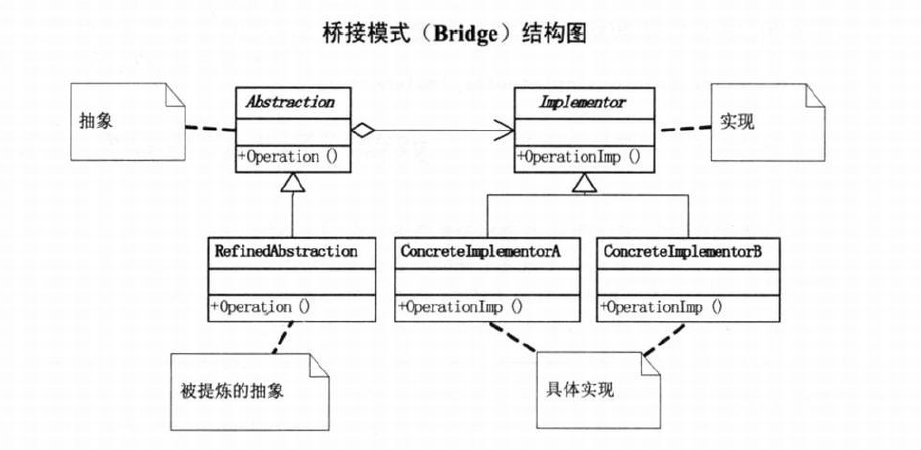 桥接模式（Bridge）结构图
抽象
Abstraction
+Operation ()
Implementor
+OperationImp ()
实现
RefinedAbstraction
+Operation ()
ConcreteImplementorA
+OperationImp ()
ConcreteImplementorB
+OperationImp ()
被提炼的抽象
具体实现